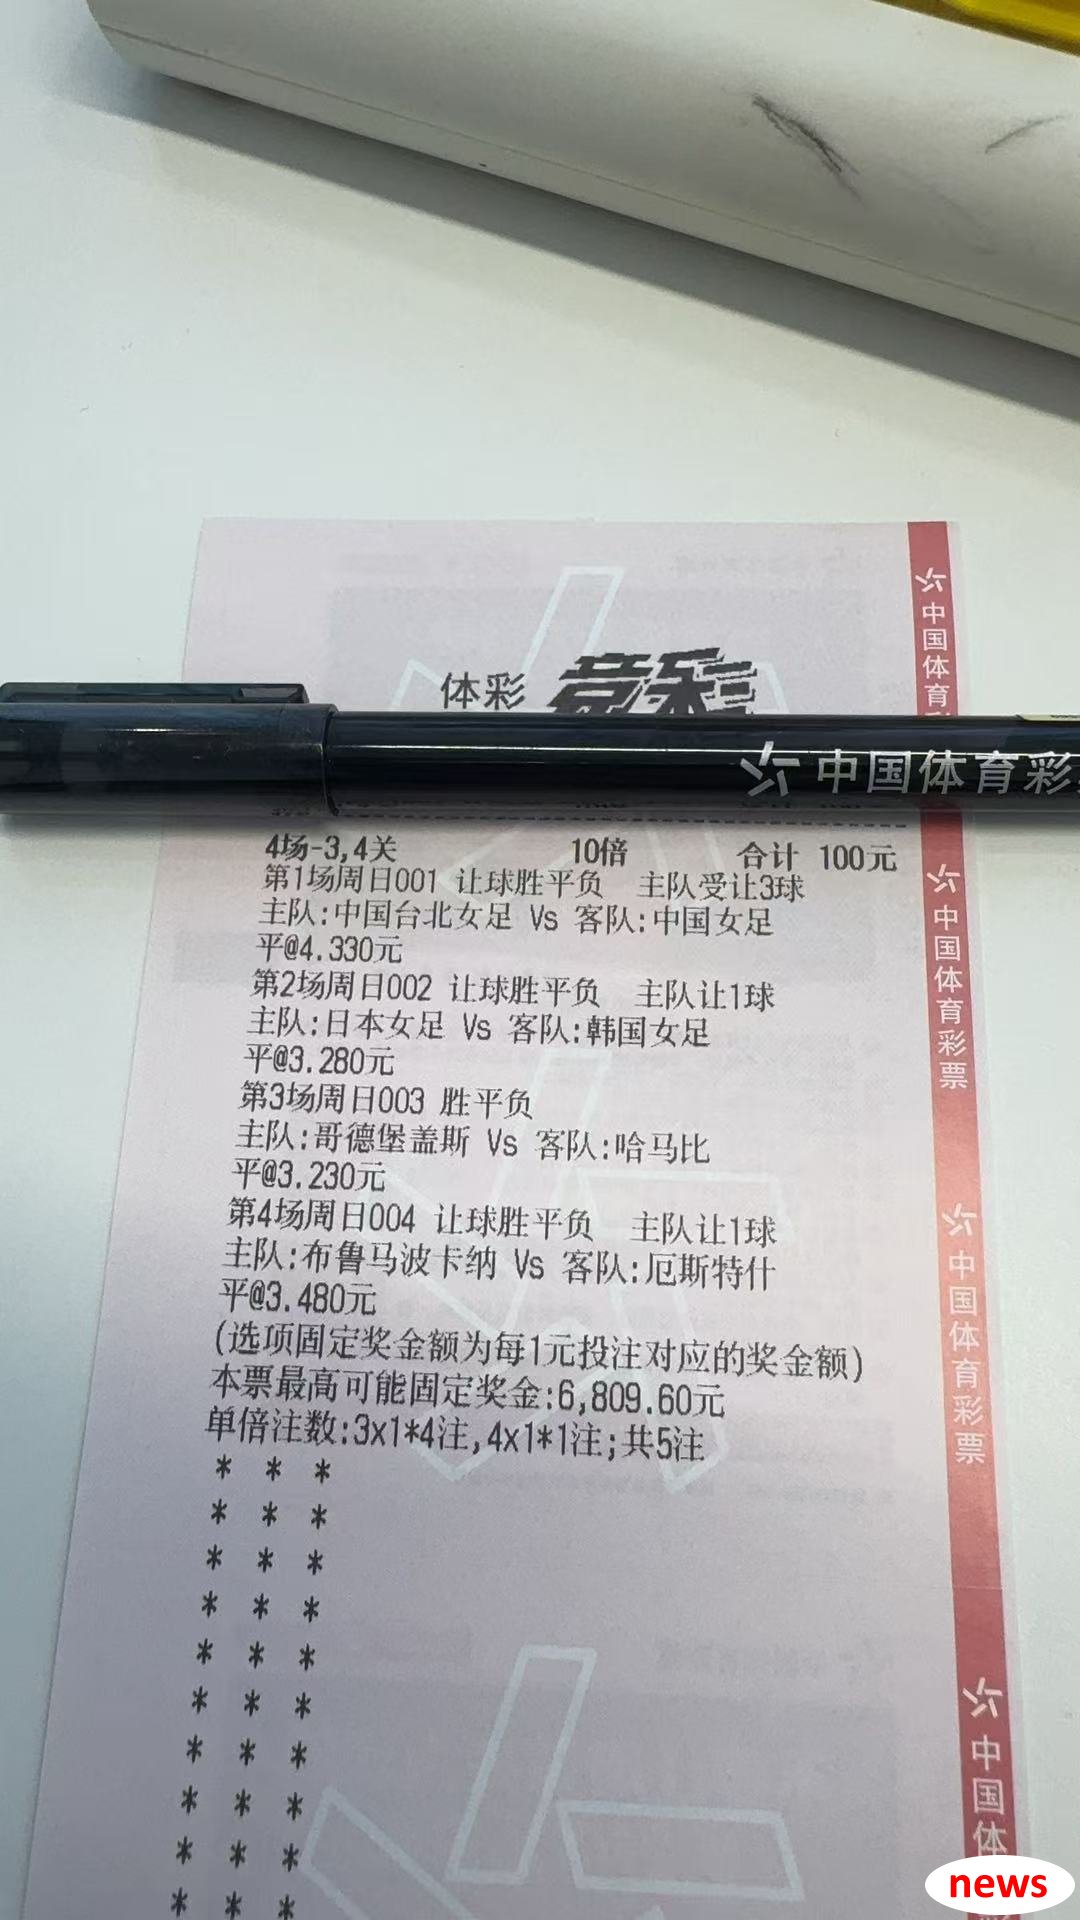 体彩 竞彩
中国体育彩
中国体育彩
4场-3,4关 10倍 合计 100元
第1场周日001 让球胜平负 主队受让3球
主队:中国台北女足 Vs 客队:中国女足
平@4.330元
第2场周日002 让球胜平负 主队让1球
主队:日本女足 Vs 客队:韩国女足
平@3.280元
第3场周日003 胜平负
主队:哥德堡盖斯 Vs 客队:哈马比
平@3.230元
第4场周日004 让球胜平负 主队让1球
主队:布鲁马波卡纳 Vs 客队:厄斯特什
平@3.480元
(选项固定奖金额为每1元投注对应的奖金额)
本票最高可能固定奖金:6,809.60元
单倍注数:3x1*4注,4x1*1注;共5注
* * *
* * *
* * *
* * *
* * *
* * *
* * *
* * *
* * *
* * *
中国体育彩票
中国体育彩票
中国体
news